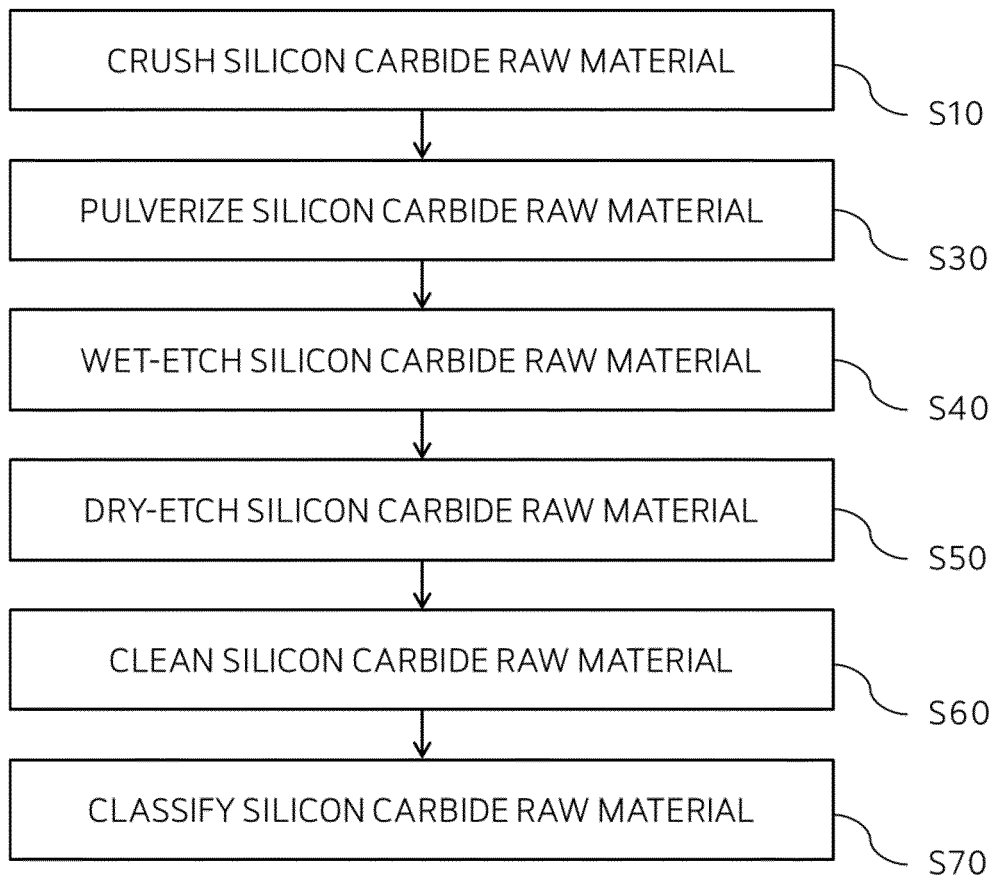 CRUSH SILICON CARBIDE RAW MATERIAL
S10
PULVERIZE SILICON CARBIDE RAW MATERIAL
S30
WET-ETCH SILICON CARBIDE RAW MATERIAL
S40
DRY-ETCH SILICON CARBIDE RAW MATERIAL
S50
CLEAN SILICON CARBIDE RAW MATERIAL
S60
CLASSIFY SILICON CARBIDE RAW MATERIAL
S70